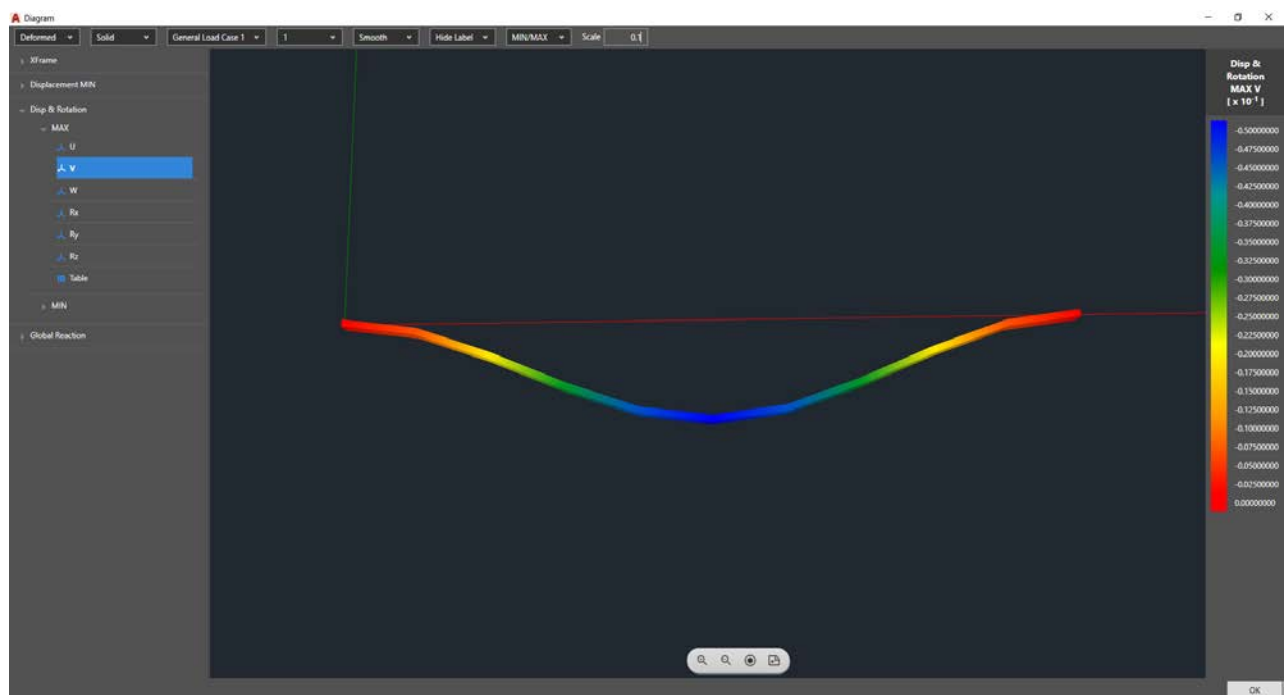 Diagram
Deformed Solid General Load Case 1 1 Smooth Hide Label MIN/MAX Scale 0.1
XFrame
Displacement MIN
Disp & Rotation
MAX
U
V
W
Rx
Ry
Rz
Table
MIN
Global Reaction
Disp &
Rotation
MAX V
[ x 10⁻¹ ]
-0.50000000
-0.47500000
-0.45000000
-0.42500000
-0.40000000
-0.37500000
-0.35000000
-0.32500000
-0.30000000
-0.27500000
-0.25000000
-0.22500000
-0.20000000
-0.17500000
-0.15000000
-0.12500000
-0.10000000
-0.07500000
-0.05000000
-0.02500000
0.00000000
OK